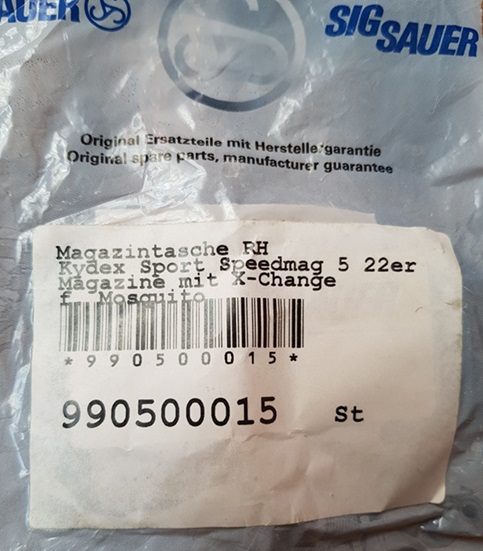 AUER
SIG SAUER
Original Ersatzteile mit Herstellergarantie
Original spare parts, manufacturer guarantee
Magazintasche RH
Kydex Sport Speedmag 5 22er
Magazine mit X-Change
f Mosquito
*990500015*
990500015 St